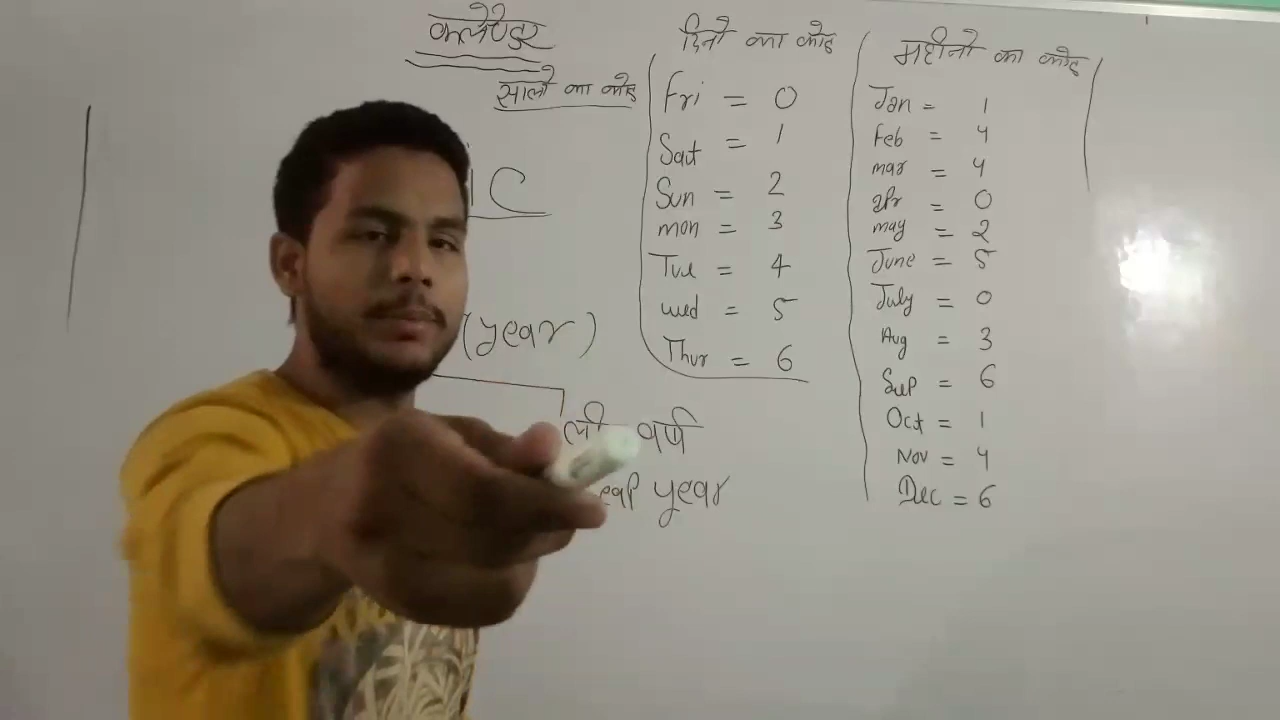 कलेण्डर
सालो का कोड
C
(year)
वर्ष
year
दिनो का कोड
Fri = 0
Sat = 1
Sun = 2
mon = 3
Tue = 4
wed = 5
Thur = 6
महीनो का कोड
Jan = 1
Feb = 4
mar = 4
apr = 0
may = 2
June = 5
July = 0
Aug = 3
Sep = 6
Oct = 1
Nov = 4
Dec = 6